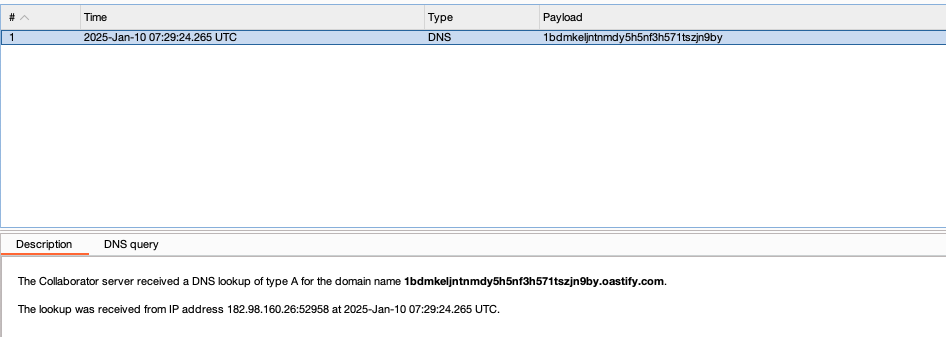 # Time Type Payload
1 2025-Jan-10 07:29:24.265 UTC DNS 1bdmkeljntnmdy5h5nf3h571tszjn9by
Description DNS query
The Collaborator server received a DNS lookup of type A for the domain name 1bdmkeljntnmdy5h5nf3h571tszjn9by.oastify.com.
The lookup was received from IP address 182.98.160.26:52958 at 2025-Jan-10 07:29:24.265 UTC.